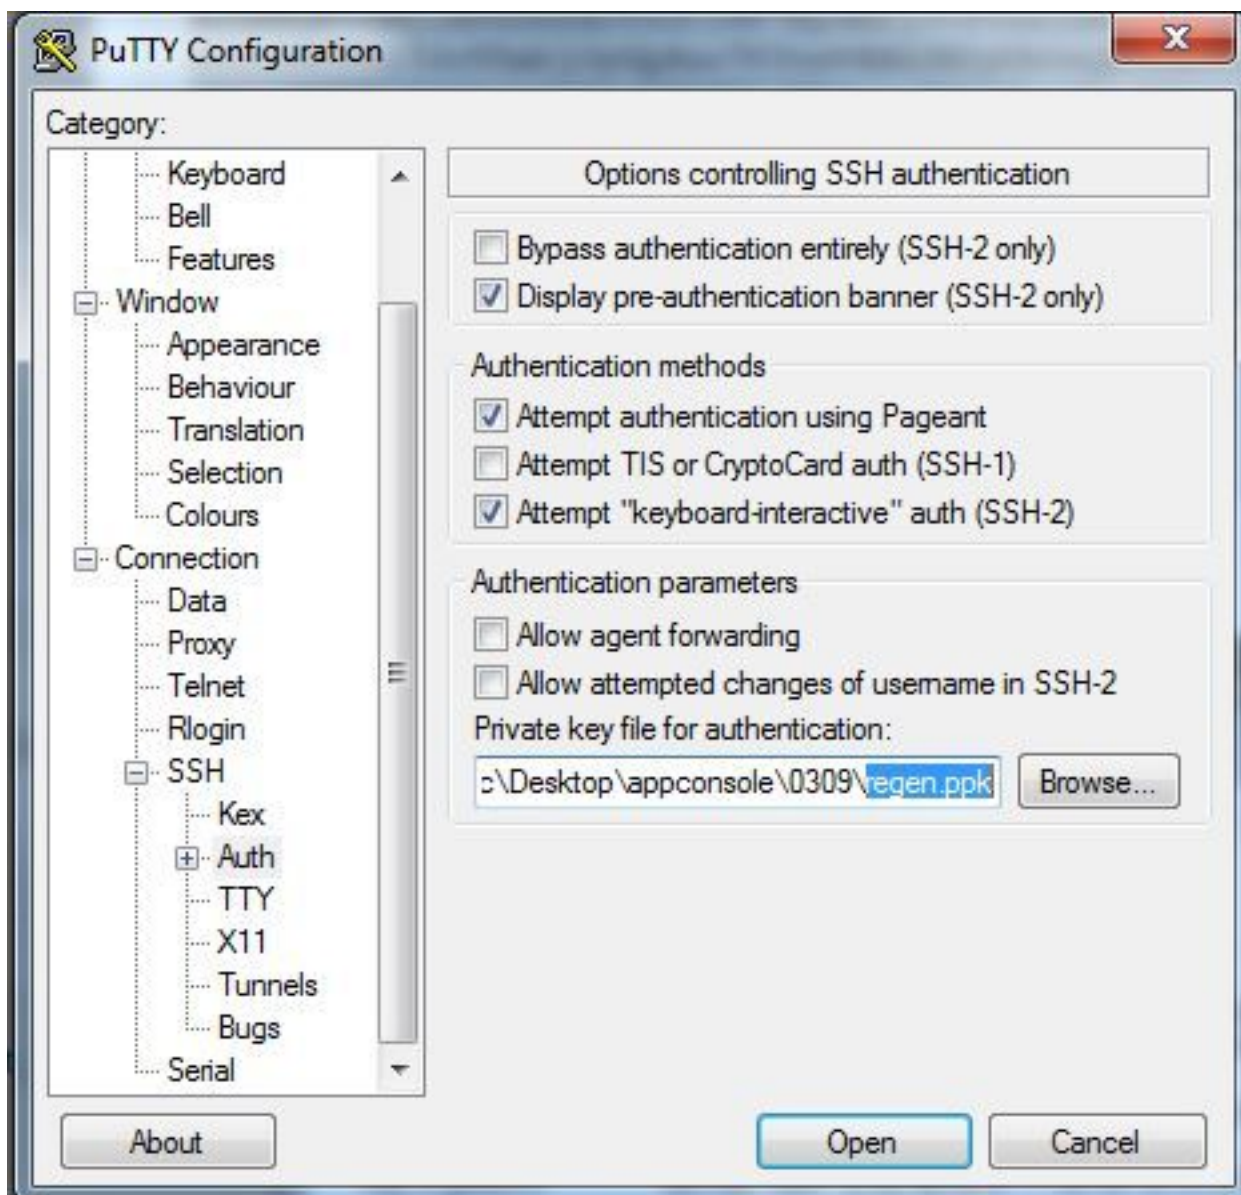 PuTTY Configuration
Category:
Keyboard
Bell
Features
Window
Appearance
Behaviour
Translation
Selection
Colours
Connection
Data
Proxy
Telnet
Rlogin
SSH
Kex
Auth
TTY
X11
Tunnels
Bugs
Serial
Options controlling SSH authentication
Bypass authentication entirely (SSH-2 only)
Display pre-authentication banner (SSH-2 only)
Authentication methods
Attempt authentication using Pageant
Attempt TIS or CryptoCard auth (SSH-1)
Attempt "keyboard-interactive" auth (SSH-2)
Authentication parameters
Allow agent forwarding
Allow attempted changes of username in SSH-2
Private key file for authentication:
c\Desktop\appconsole\0309\regen.ppk
Browse...
About
Open
Cancel